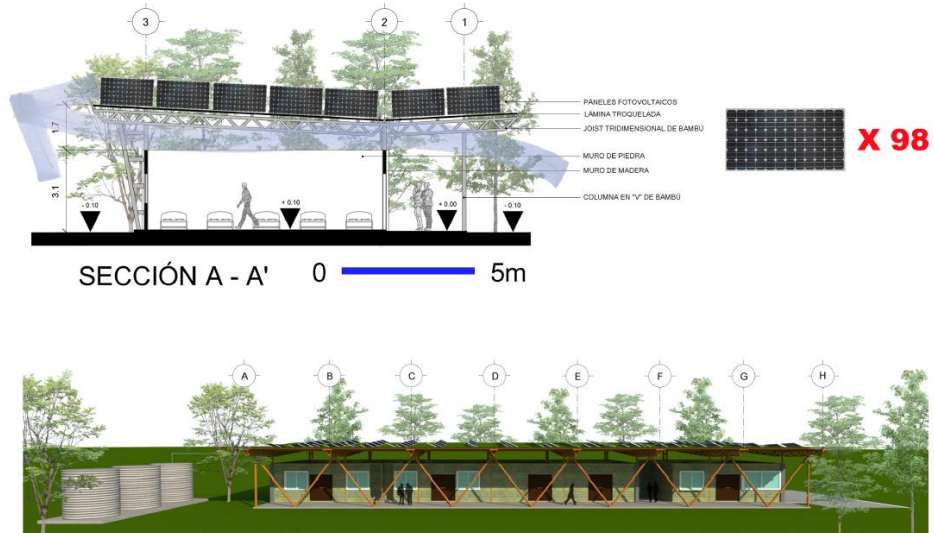 3
2
1
PÁNELES FOTOVOLTAICOS
LÁMINA TROQUELADA
JOIST TRIDIMENSIONAL DE BAMBÚ
X 98
1.7
MURO DE PIEDRA
MURO DE MADERA
3.1
COLUMNA EN "V" DE BAMBÚ
- 0.10
+ 0.10
+ 0.00
- 0.10
SECCIÓN A - A'
0
5m
A
B
C
D
E
F
G
H